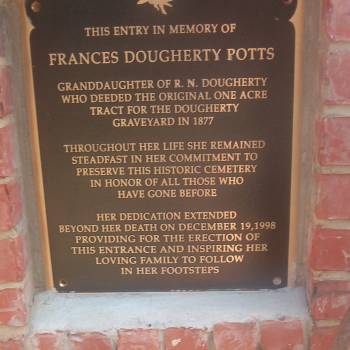 THIS ENTRY IN MEMORY OF
FRANCES DOUGHERTY POTTS
GRANDDAUGHTER OF R. N. DOUGHERTY
WHO DEEDED THE ORIGINAL ONE ACRE
TRACT FOR THE DOUGHERTY
GRAVEYARD IN 1877
THROUGHOUT HER LIFE SHE REMAINED
STEADFAST IN HER COMMITMENT TO
PRESERVE THIS HISTORIC CEMETERY
IN HONOR OF ALL THOSE WHO
HAVE GONE BEFORE
HER DEDICATION EXTENDED
BEYOND HER DEATH ON DECEMBER 19,1998
PROVIDING FOR THE ERECTION OF
THIS ENTRANCE AND INSPIRING HER
LOVING FAMILY TO FOLLOW
IN HER FOOTSTEPS